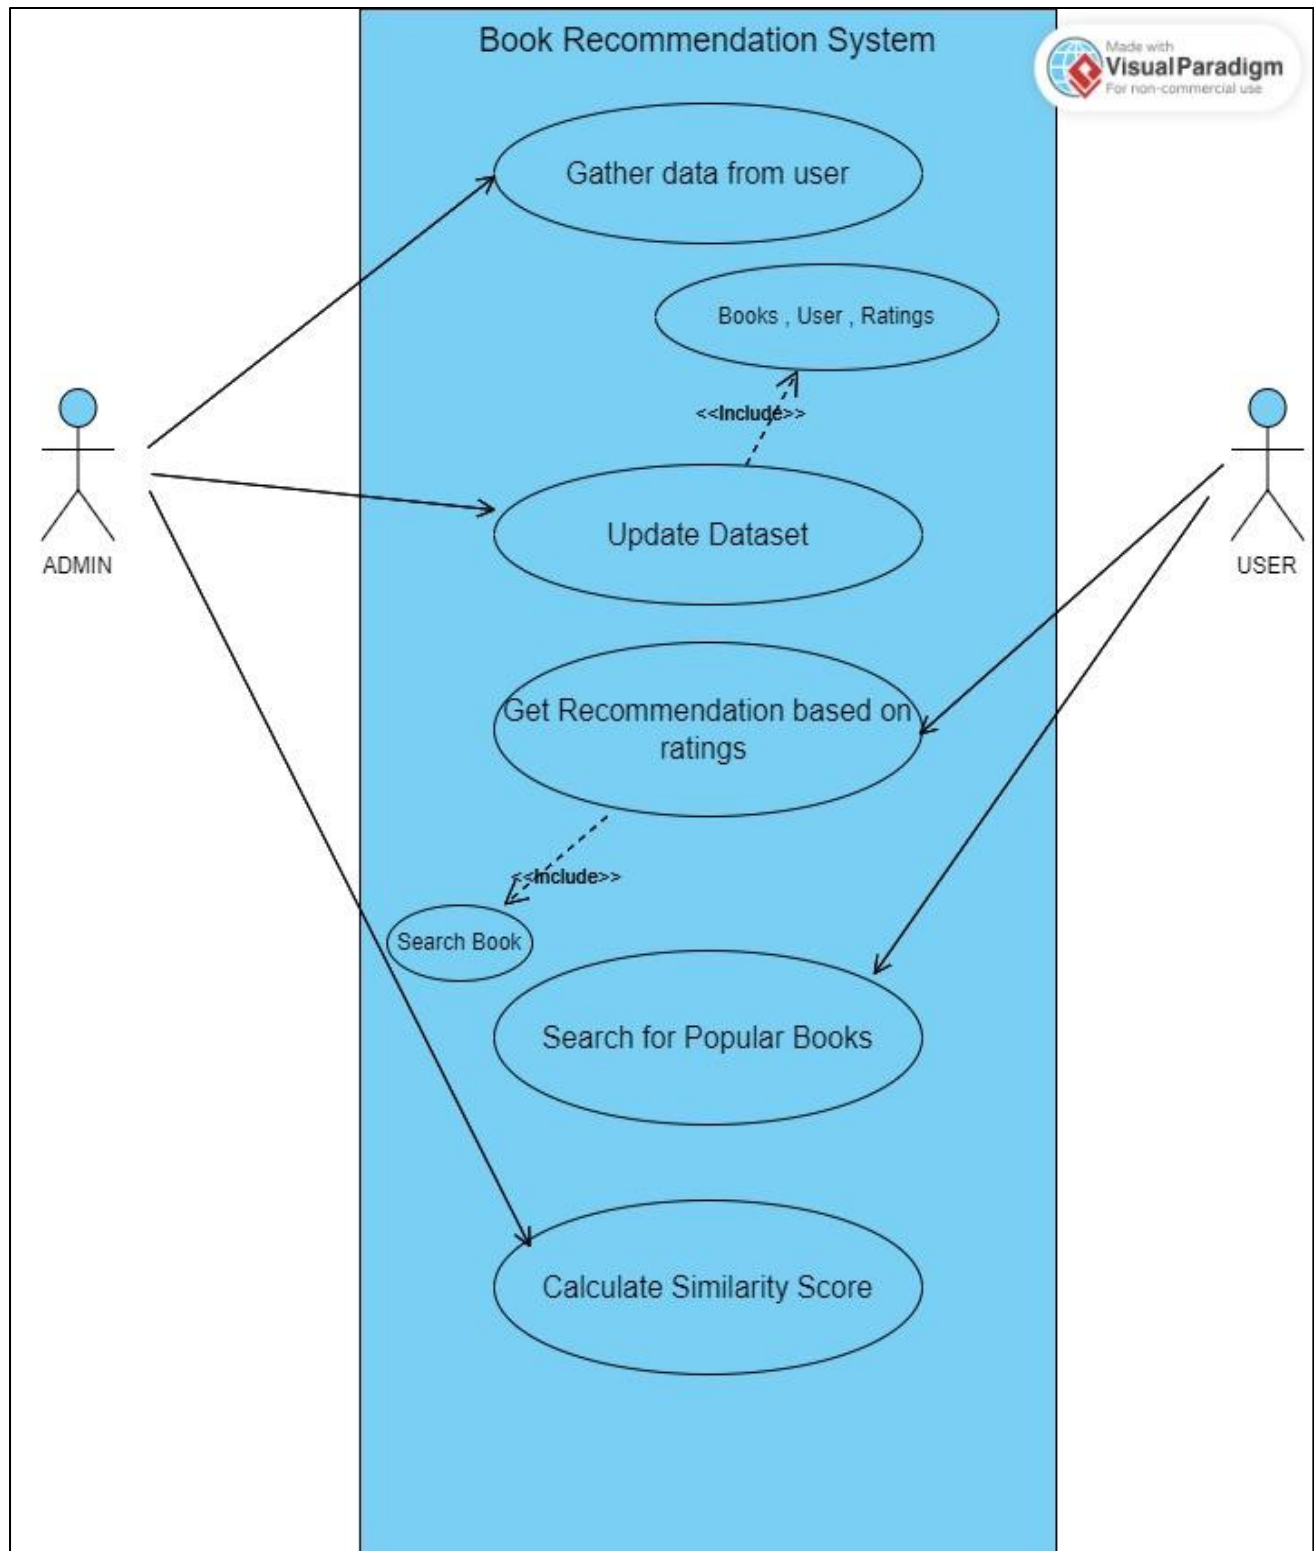 Book Recommendation System
Made with
VisualParadigm
For non-commercial use
Gather data from user
Books , User , Ratings
<<Include>>
ADMIN
USER
Update Dataset
Get Recommendation based on
ratings
<<Include>>
Search Book
Search for Popular Books
Calculate Similarity Score